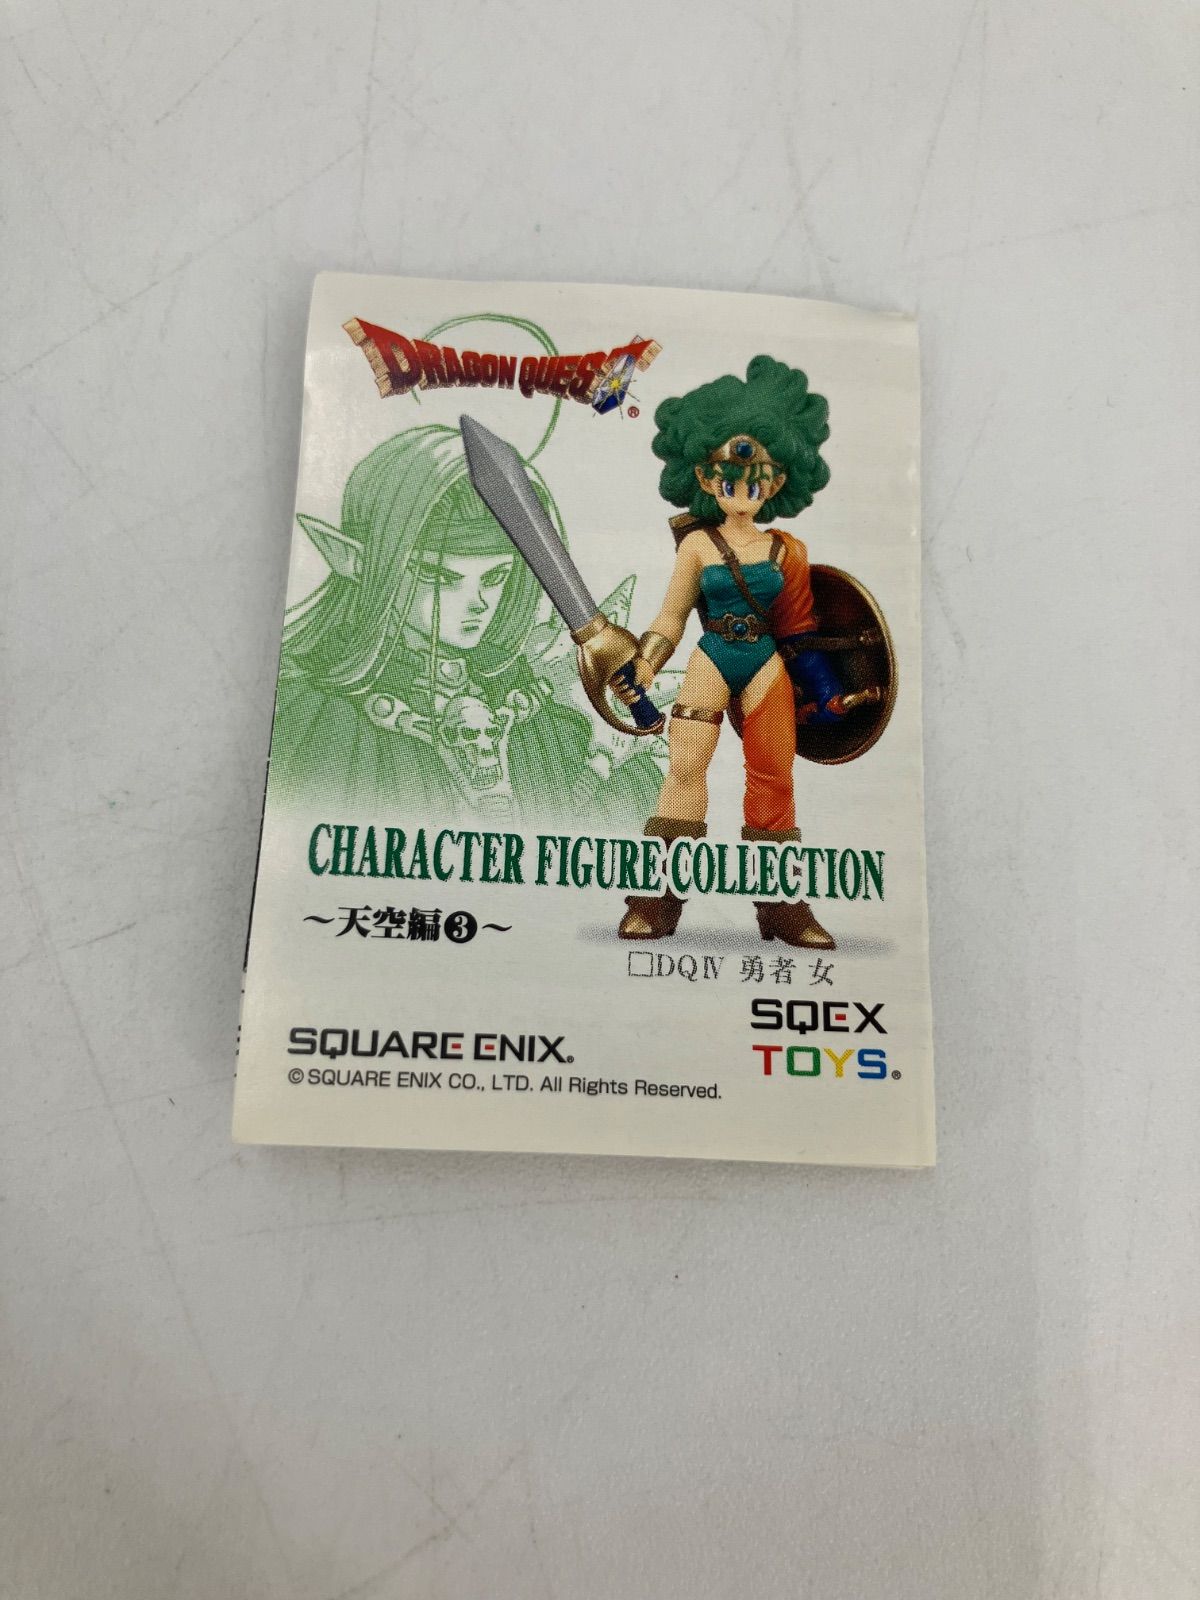 DRAGON QUEST®
CHARACTER FIGURE COLLECTION
～天空編❸～
□DQⅣ 勇者 女
SQEX
TOYS®
SQUARE ENIX®
© SQUARE ENIX CO., LTD. All Rights Reserved.